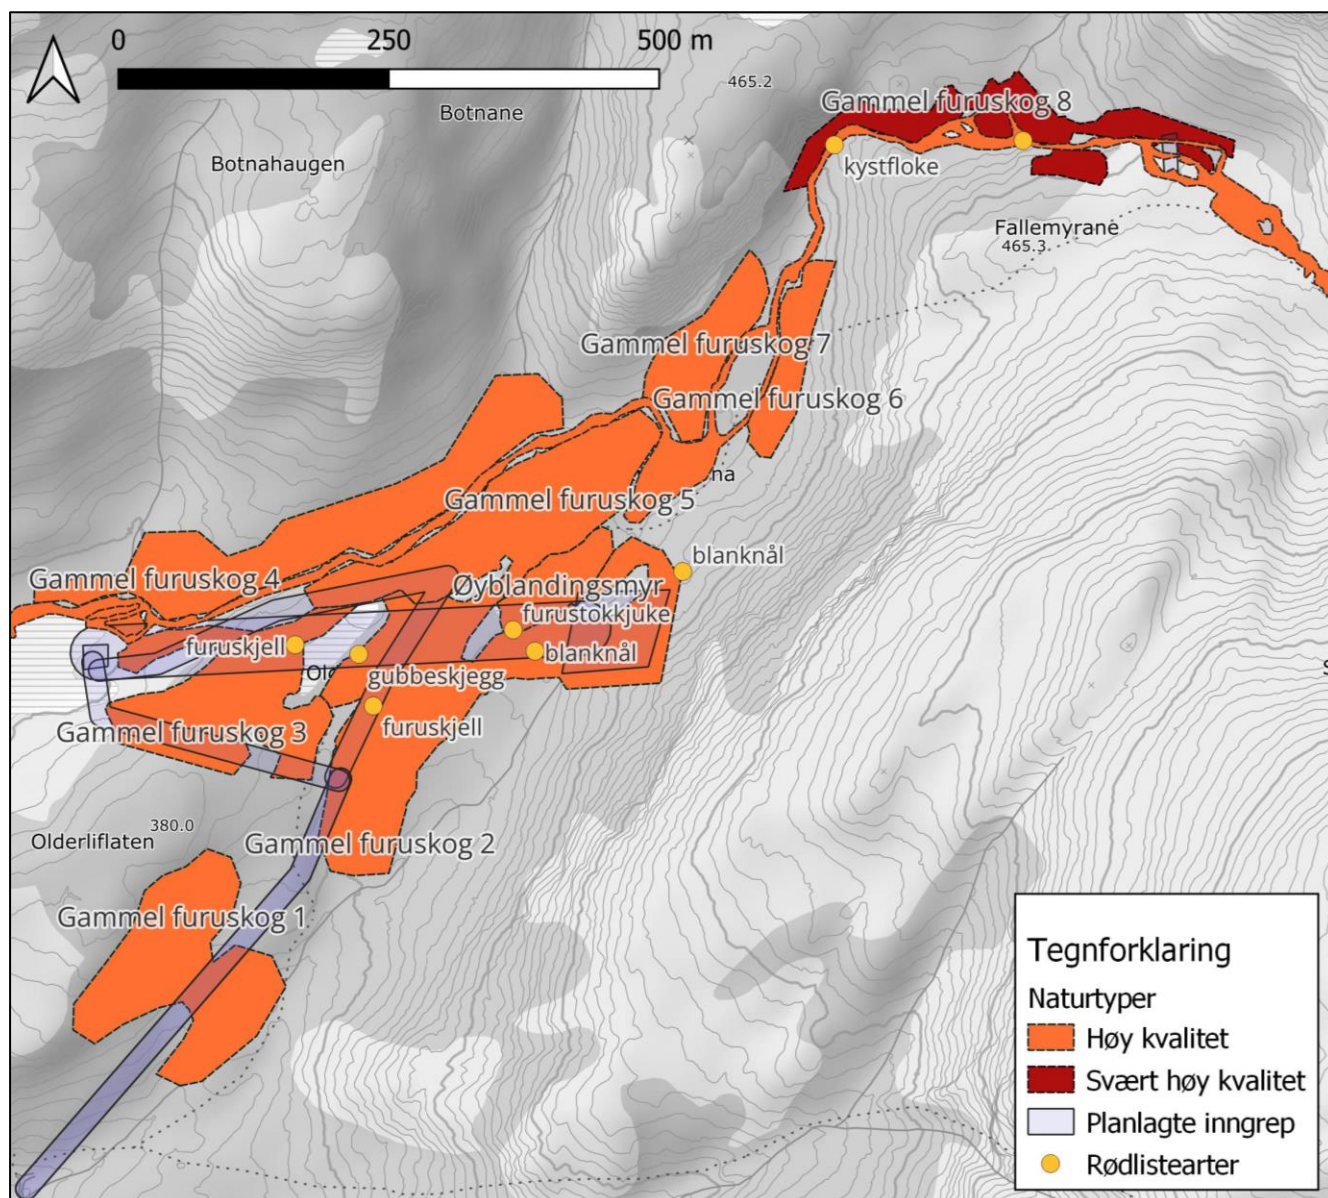 0 250 500 m
465.2
Botnane
Gammel furuskog 8
Botnahaugen
kystfloke
Fallemyrane
465.3
Gammel furuskog 7
Gammel furuskog 6
na
Gammel furuskog 5
blanknål
Gammel furuskog 4
Øyblandingsmyr
furustokkjuke
furuskjell
blanknål
gubbeskjegg
furuskjell
Gammel furuskog 3
380.0
Olderliflaten
Gammel furuskog 2
Gammel furuskog 1
Tegnforklaring
Naturtyper
Høy kvalitet
Svært høy kvalitet
Planlagte inngrep
Rødlistearter